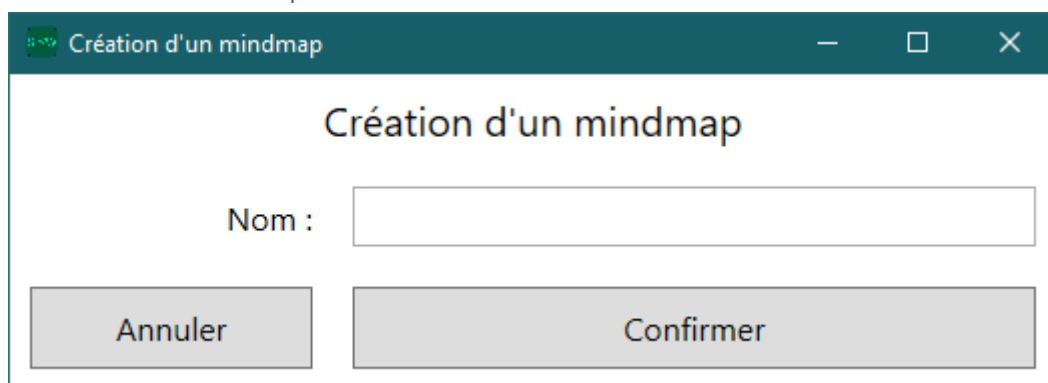 Création d'un mindmap
Création d'un mindmap
Nom :
Annuler
Confirmer